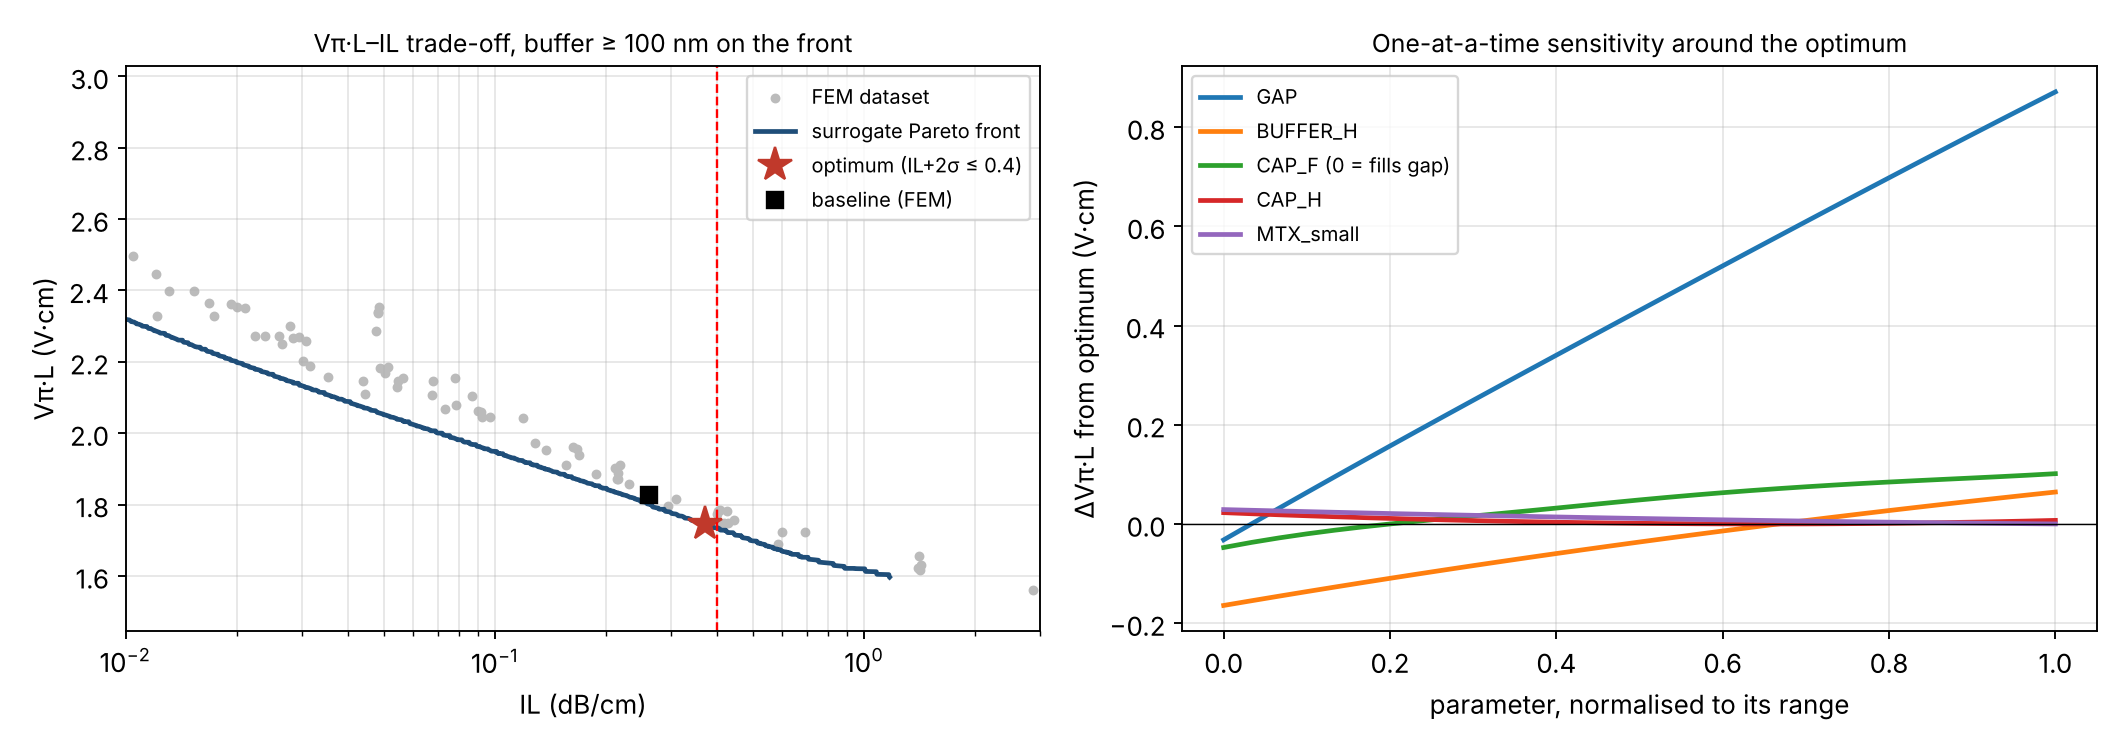 Vπ·L–IL trade-off, buffer ≥ 100 nm on the front
3.0
2.8
2.6
2.4
2.2
2.0
1.8
1.6
Vπ·L (V·cm)
FEM dataset
surrogate Pareto front
optimum (IL+2σ ≤ 0.4)
baseline (FEM)
10⁻²
10⁻¹
10⁰
IL (dB/cm)
One-at-a-time sensitivity around the optimum
0.8
0.6
0.4
0.2
0.0
−0.2
ΔVπ·L from optimum (V·cm)
GAP
BUFFER_H
CAP_F (0 = fills gap)
CAP_H
MTX_small
0.0
0.2
0.4
0.6
0.8
1.0
parameter, normalised to its range